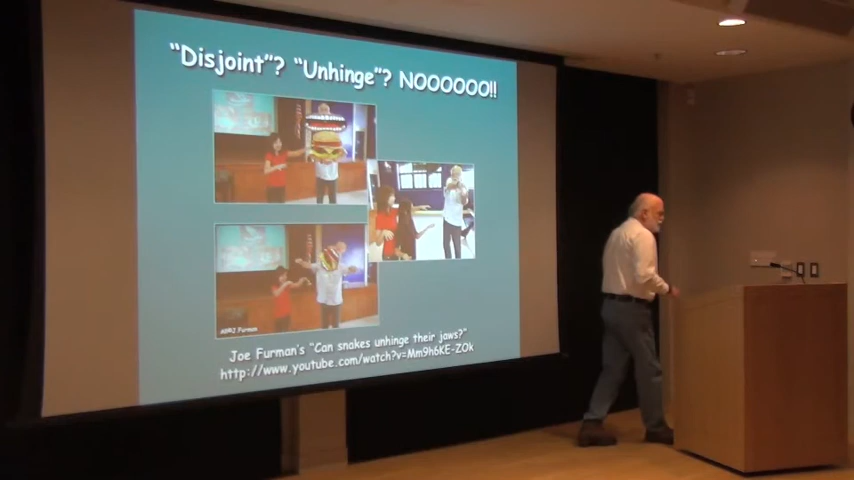 "Disjoint"? "Unhinge"? NOOOOOO!!
Joe Furman's "Can snakes unhinge their jaws?"
http://www.youtube.com/watch?v=Mm9h6KE-ZOk